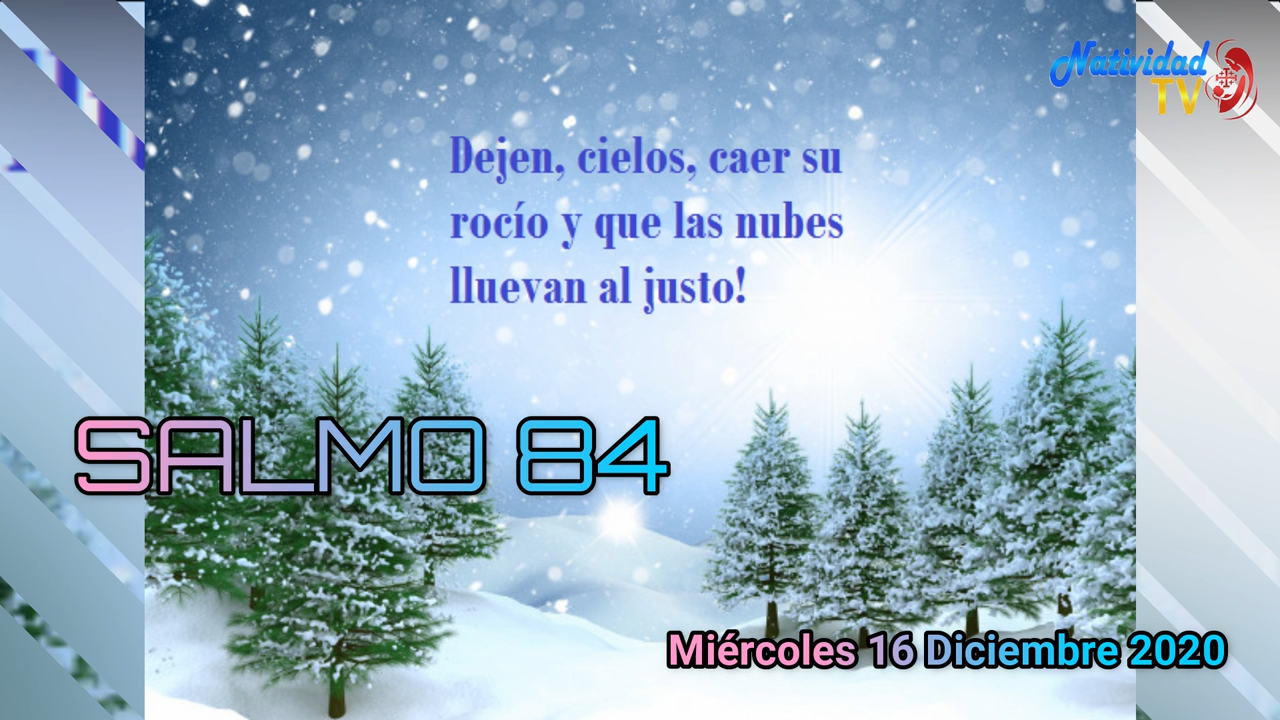 Natividad
TV
Dejen, cielos, caer su
rocío y que las nubes
lluevan al justo!
SALMO 84
Miércoles 16 Diciembre 2020